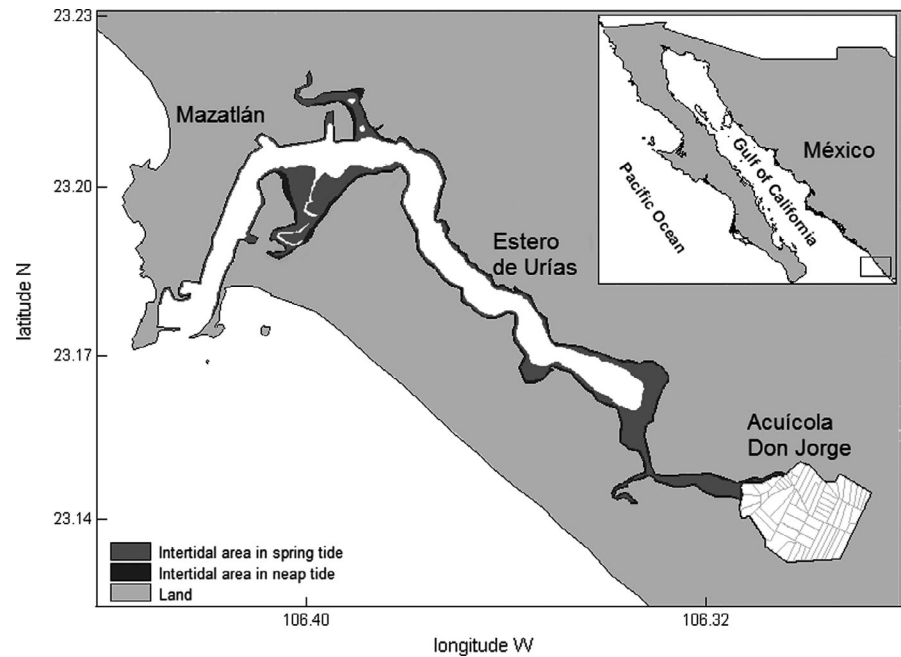 23.23
23.20
23.17
23.14
latitude N
Mazatlán
Estero
de Urías
Acuícola
Don Jorge
Gulf of California
México
Pacific Ocean
Intertidal area in spring tide
Intertidal area in neap tide
Land
106.40
106.32
longitude W